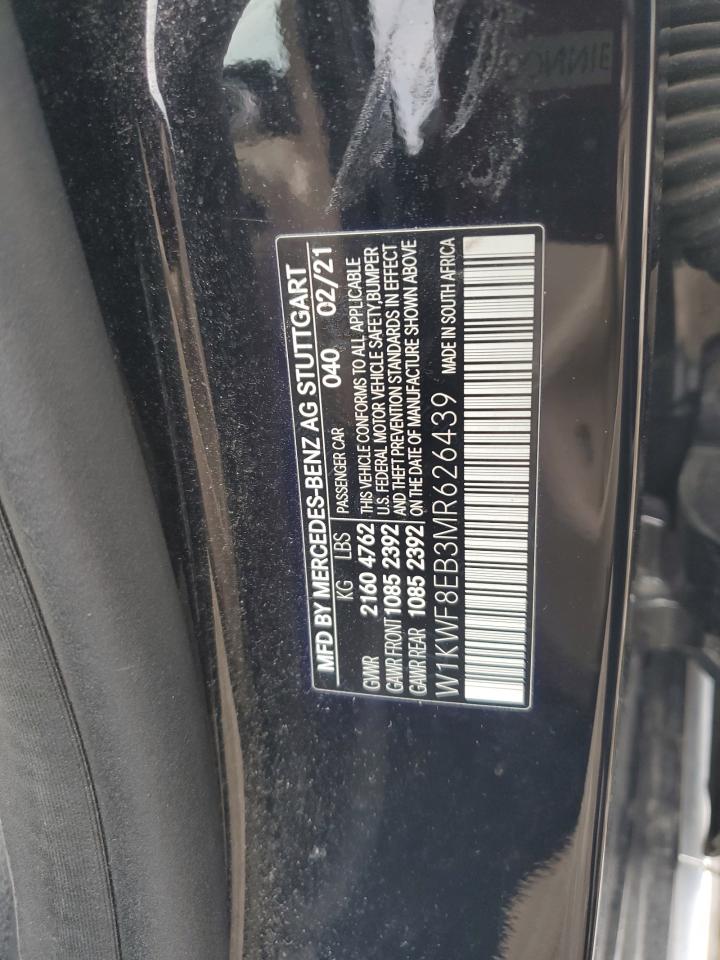 MFD BY MERCEDES-BENZ AG STUTTGART
KG LBS PASSENGER CAR 040 02/21
GVWR 2160 4762 THIS VEHICLE CONFORMS TO ALL APPLICABLE
U.S. FEDERAL MOTOR VEHICLE SAFETY,BUMPER
GAWR FRONT 1085 2392 AND THEFT PREVENTION STANDARDS IN EFFECT
GAWR REAR 1085 2392 ON THE DATE OF MANUFACTURE SHOWN ABOVE
W1KWF8EB3MR626439 MADE IN SOUTH AFRICA